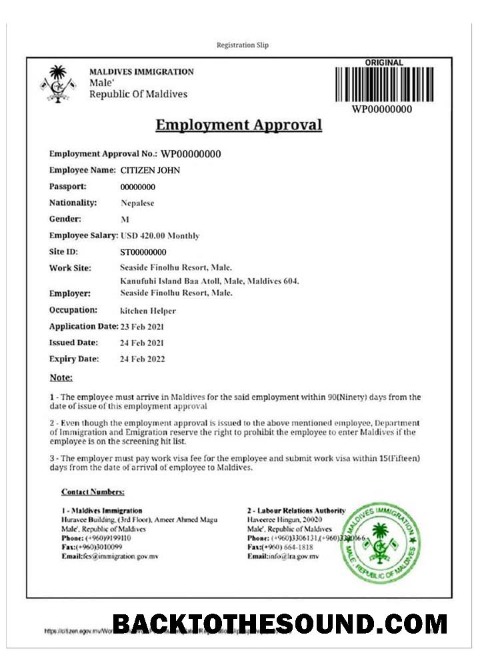 Registration Slip
MALDIVES IMMIGRATION
Male'
Republic Of Maldives
ORIGINAL
WP00000000
Employment Approval
Employment Approval No.: WP00000000
Employee Name: CITIZEN JOHN
Passport: 00000000
Nationality: Nepalese
Gender: M
Employee Salary: USD 420.00 Monthly
Site ID: ST00000000
Work Site: Seaside Finolhu Resort, Male.
Kanufuhi Island Baa Atoll, Male, Maldives 604.
Employer: Seaside Finolhu Resort, Male.
Occupation: kitchen Helper
Application Date: 23 Feb 2021
Issued Date: 24 Feb 2021
Expiry Date: 24 Feb 2022
Note:
1 - The employee must arrive in Maldives for the said employment within 90(Ninety) days from the
date of issue of this employment approval
2 - Even though the employment approval is issued to the above mentioned employee, Department
of Immigration and Emigration reserve the right to prohibit the employee to enter Maldives if the
employee is on the screening hit list.
3 - The employer must pay work visa fee for the employee and submit work visa within 15(Fifteen)
days from the date of arrival of employee to Maldives.
Contact Numbers:
1 - Maldives Immigration
Huravee Building, (3rd Floor), Ameer Ahmed Magu
Male', Republic of Maldives
Phone: (+960)9199110
Fax:(+960)3010099
Email:fes@immigration.gov.mv
2 - Labour Relations Authority
Haveeree Hingun, 20020
Male', Republic of Maldives
Phone: (+960)3306131,(+960)
Fax:(+960) 664-1818
Email:info@lra.gov.mv
MALDIVES IMMIGRATION
MALE, REPUBLIC OF MALDIVES
BACKTOTHESOUND.COM